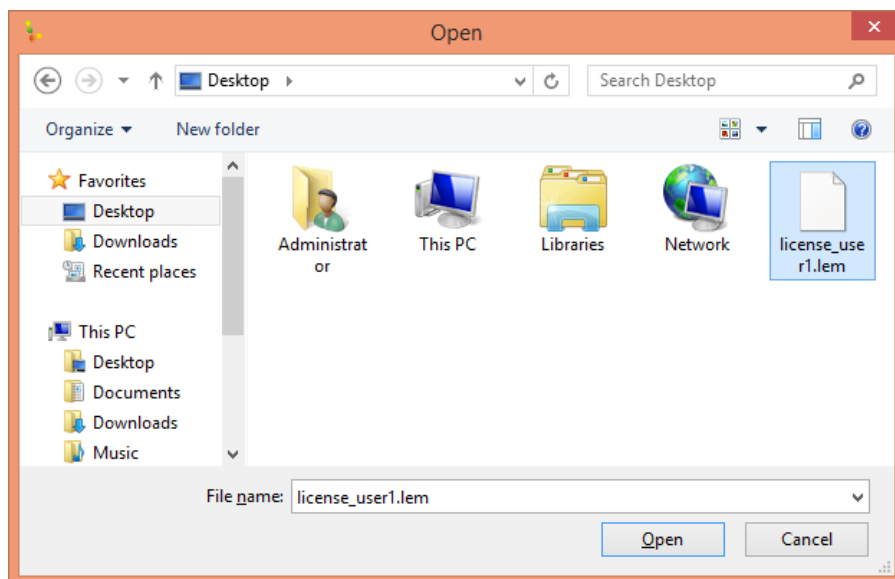 Open
Desktop
Search Desktop
Organize
New folder
Favorites
Desktop
Downloads
Recent places
This PC
Desktop
Documents
Downloads
Music
Administrat
or
This PC
Libraries
Network
license_use
r1.lem
File name:
license_user1.lem
Open
Cancel